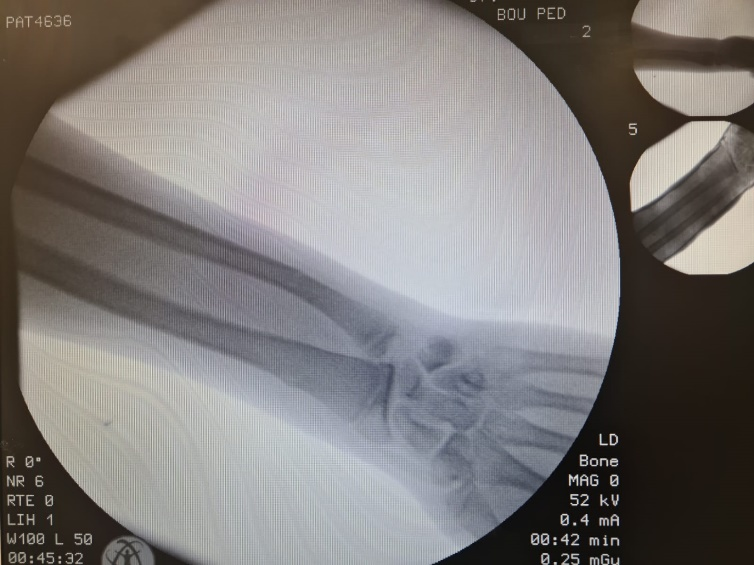 PAT4636
BOU PED
2
5
R 0°
NR 6
RTE 0
LIH 1
W100 L 50
00:45:32
LD
Bone
MAG 0
52 kV
0.4 mA
00:42 min
0.25 mGy